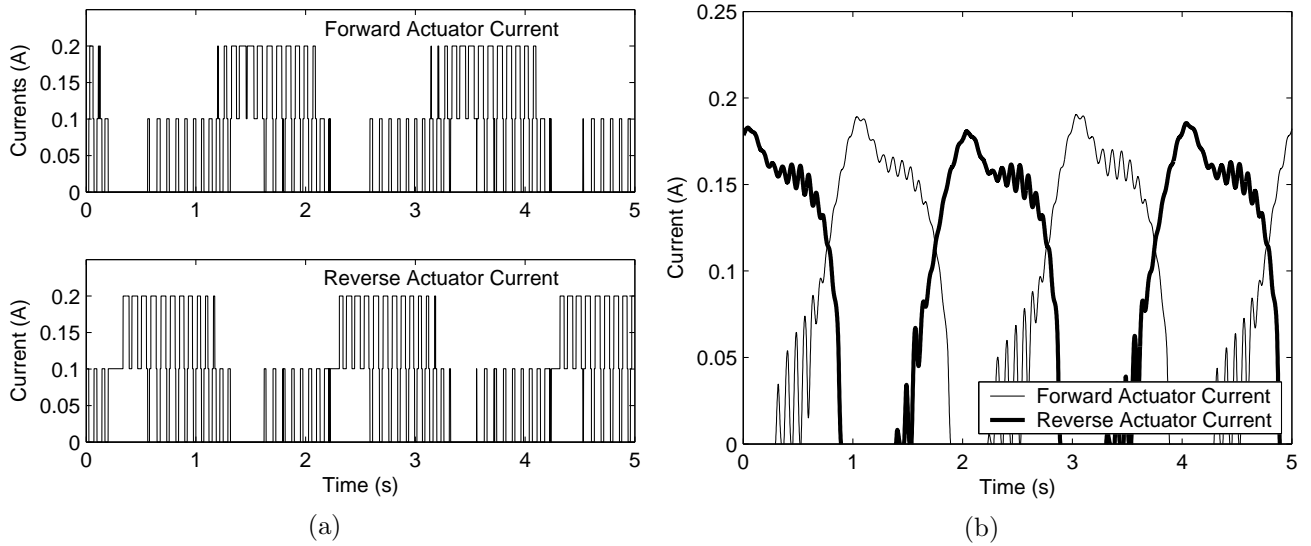 Forward Actuator Current
Currents (A)
0.2
0.15
0.1
0.05
0
0 1 2 3 4 5
Reverse Actuator Current
Current (A)
0.2
0.15
0.1
0.05
0
0 1 2 3 4 5
Time (s)
(a)
0.25
0.2
0.15
0.1
0.05
0
Current (A)
Forward Actuator Current
Reverse Actuator Current
0 1 2 3 4 5
Time (s)
(b)